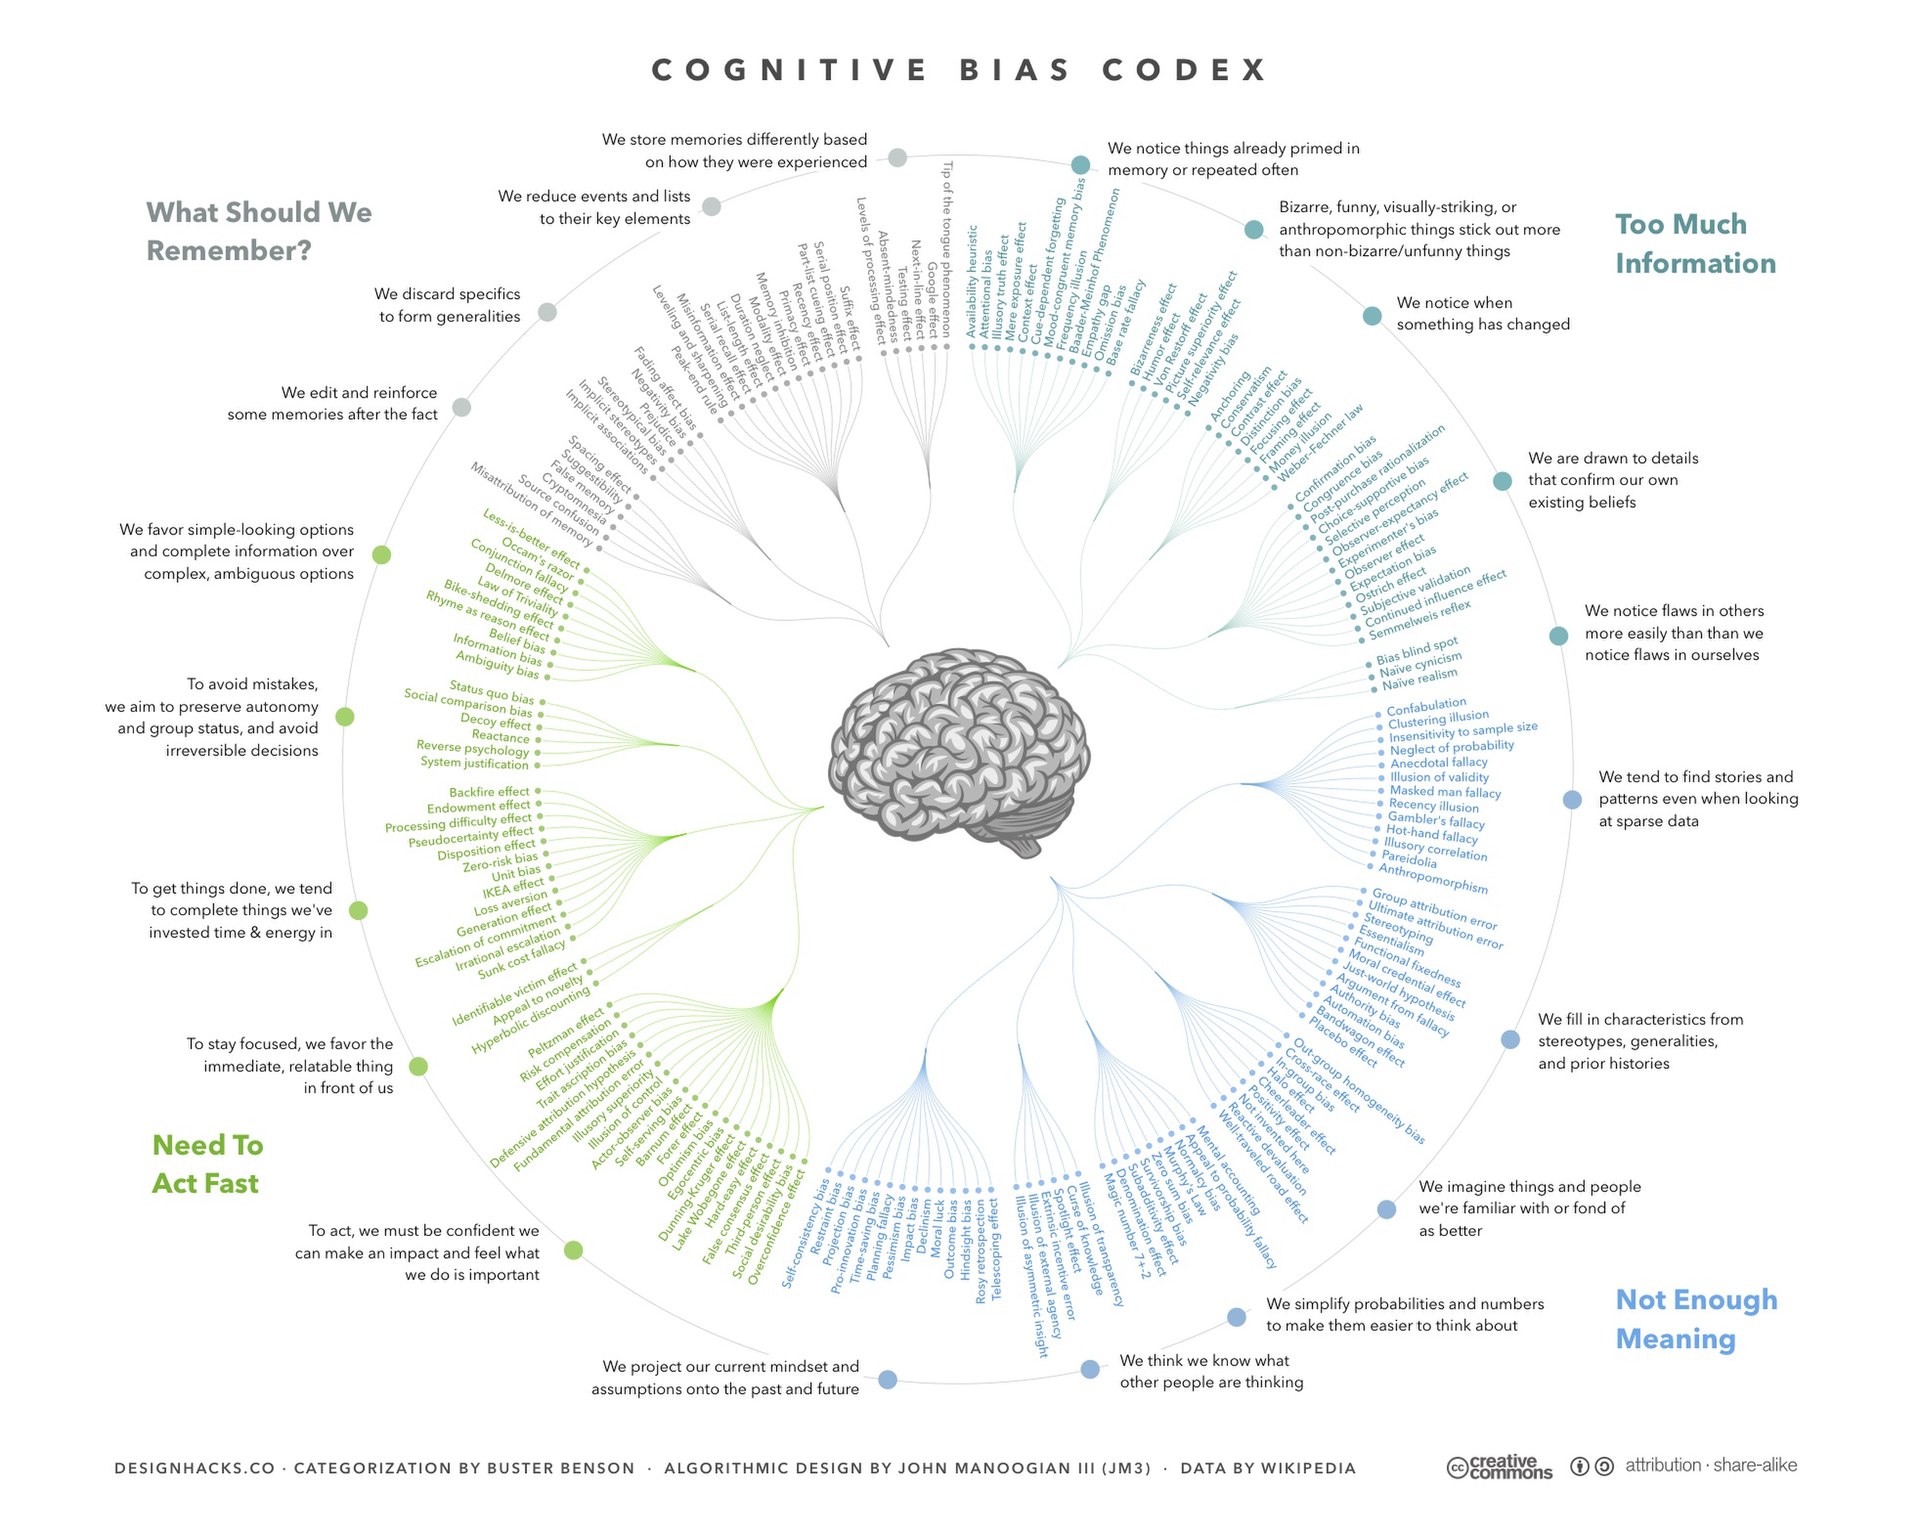 COGNITIVE BIAS CODEX
What Should We
Remember?
We store memories differently based
on how they were experienced
We reduce events and lists
to their key elements
We discard specifics
to form generalities
We edit and reinforce
some memories after the fact
Tip of the tongue phenomenon
Google effect
Next-in-line effect
Testing effect
Absent-mindedness
Levels of processing effect
Suffix effect
Serial position effect
Part-list cueing effect
Recency effect
Primacy effect
Memory inhibition
Modality effect
Duration neglect
List-length effect
Serial recall effect
Misinformation effect
Leveling and sharpening
Peak-end rule
Fading affect bias
Negativity bias
Prejudice
Stereotypical bias
Implicit stereotypes
Implicit associations
Spacing effect
Suggestibility
False memory
Cryptomnesia
Source confusion
Misattribution of memory
Too Much
Information
We notice things already primed in
memory or repeated often
Availability heuristic
Attentional bias
Illusory truth effect
Mere exposure effect
Context effect
Cue-dependent forgetting
Mood-congruent memory bias
Frequency illusion
Baader-Meinhof Phenomenon
Empathy gap
Omission bias
Base rate fallacy
Bizarre, funny, visually-striking, or
anthropomorphic things stick out more
than non-bizarre/unfunny things
Bizarreness effect
Humor effect
Von Restorff effect
Picture superiority effect
Self-relevance effect
Negativity bias
We notice when
something has changed
Anchoring
Conservatism
Contrast effect
Distinction bias
Focusing effect
Framing effect
Money illusion
Weber-Fechner law
We are drawn to details
that confirm our own
existing beliefs
Confirmation bias
Congruence bias
Post-purchase rationalization
Choice-supportive bias
Selective perception
Observer-expectancy effect
Experimenter's bias
Observer effect
Expectation bias
Ostrich effect
Subjective validation
Continued influence effect
Semmelweis reflex
We notice flaws in others
more easily than than we
notice flaws in ourselves
Bias blind spot
Naïve cynicism
Naïve realism
We tend to find stories and
patterns even when looking
at sparse data
Confabulation
Clustering illusion
Insensitivity to sample size
Neglect of probability
Anecdotal fallacy
Illusion of validity
Masked man fallacy
Recency illusion
Gambler's fallacy
Hot-hand fallacy
Illusory correlation
Pareidolia
Anthropomorphism
We fill in characteristics from
stereotypes, generalities,
and prior histories
Group attribution error
Ultimate attribution error
Stereotyping
Essentialism
Functional fixedness
Moral credential effect
Just-world hypothesis
Argument from fallacy
Authority bias
Automation bias
Bandwagon effect
Placebo effect
We imagine things and people
we're familiar with or fond of
as better
Out-group homogeneity bias
Cross-race effect
In-group bias
Halo effect
Cheerleader effect
Positivity effect
Not invented here
Reactive devaluation
Well-traveled road effect
Not Enough
Meaning
We simplify probabilities and numbers
to make them easier to think about
Mental accounting
Appeal to probability fallacy
Normalcy bias
Murphy's Law
Zero sum bias
Survivorship bias
Subadditivity effect
Denomination effect
Magic number 7+-2
We think we know what
other people are thinking
Illusion of transparency
Curse of knowledge
Spotlight effect
Extrinsic incentive error
Illusion of external agency
Illusion of asymmetric insight
We project our current mindset and
assumptions onto the past and future
Telescoping effect
Rosy retrospection
Hindsight bias
Outcome bias
Moral luck
Declinism
Impact bias
Pessimism bias
Planning fallacy
Time-saving bias
Pro-innovation bias
Projection bias
Restraint bias
Self-consistency bias
We favor simple-looking options
and complete information over
complex, ambiguous options
Less-is-better effect
Occam's razor
Conjunction fallacy
Delmore effect
Law of Triviality
Bike-shedding effect
Rhyme as reason effect
Belief bias
Information bias
Ambiguity bias
To avoid mistakes,
we aim to preserve autonomy
and group status, and avoid
irreversible decisions
Status quo bias
Social comparison bias
Decoy effect
Reactance
Reverse psychology
System justification
To get things done, we tend
to complete things we've
invested time & energy in
Backfire effect
Endowment effect
Processing difficulty effect
Pseudocertainty effect
Disposition effect
Zero-risk bias
Unit bias
IKEA effect
Loss aversion
Generation effect
Escalation of commitment
Irrational escalation
Sunk cost fallacy
To stay focused, we favor the
immediate, relatable thing
in front of us
Identifiable victim effect
Appeal to novelty
Hyperbolic discounting
Need To
Act Fast
To act, we must be confident we
can make an impact and feel what
we do is important
Peltzman effect
Risk compensation
Effort justification
Trait ascription bias
Defensive attribution hypothesis
Fundamental attribution error
Illusory superiority
Illusion of control
Actor-observer bias
Self-serving bias
Barnum effect
Forer effect
Optimism bias
Egocentric bias
Dunning-Kruger effect
Lake Wobegone effect
Hard-easy effect
False consensus effect
Third-person effect
Social desirability bias
Overconfidence effect
DESIGNHACKS.CO · CATEGORIZATION BY BUSTER BENSON · ALGORITHMIC DESIGN BY JOHN MANOOGIAN III (JM3) · DATA BY WIKIPEDIA
cc creative
commons
attribution · share-alike